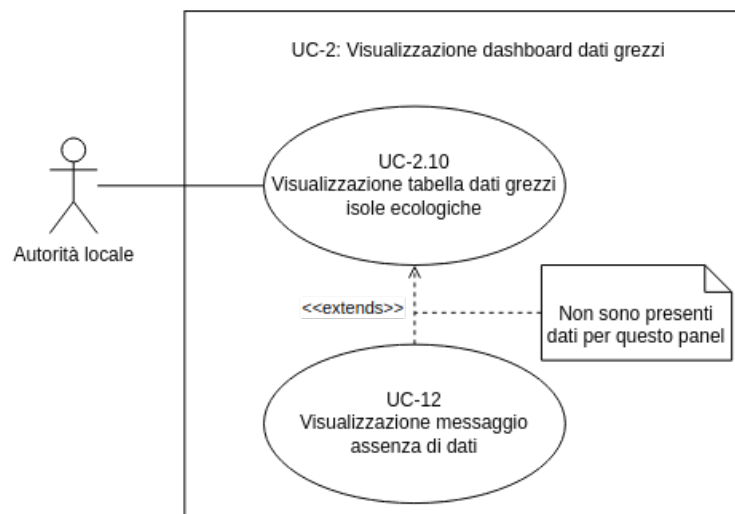 UC-2: Visualizzazione dashboard dati grezzi
UC-2.10
Visualizzazione tabella dati grezzi
isole ecologiche
Autorità locale
<<extends>>
Non sono presenti
dati per questo panel
UC-12
Visualizzazione messaggio
assenza di dati